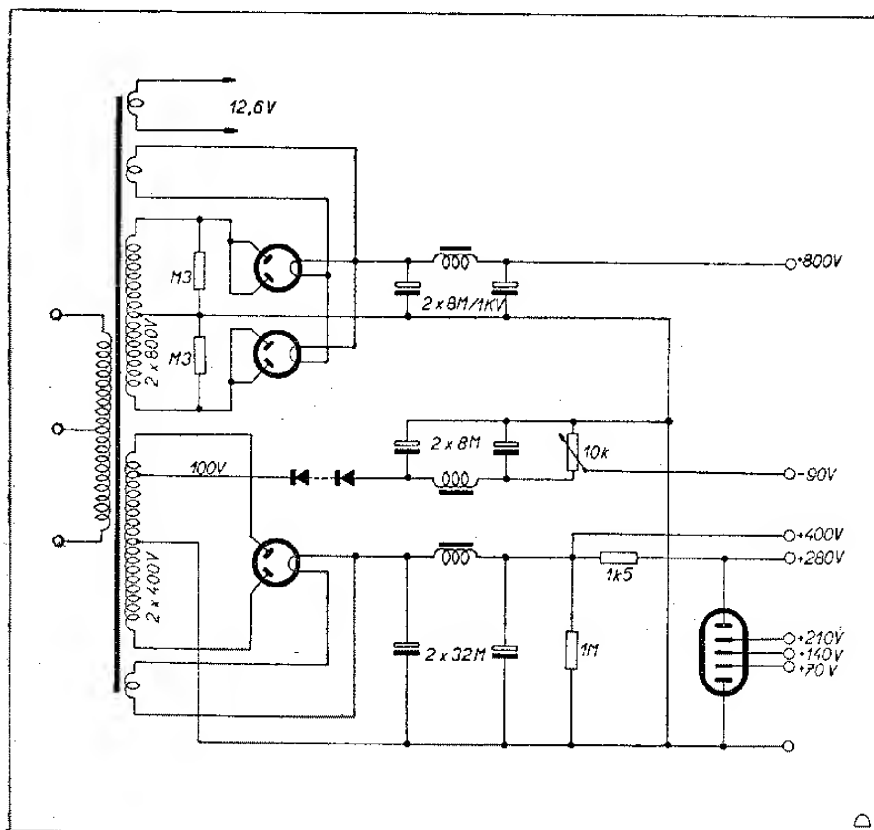 12,6V
+800V
M3
2×8M/1KV
M3
2×800V
2×8M
10k
100V
-90V
+400V
+280V
1k5
2×400V
+210V
2×32M
1M
+140V
+70V